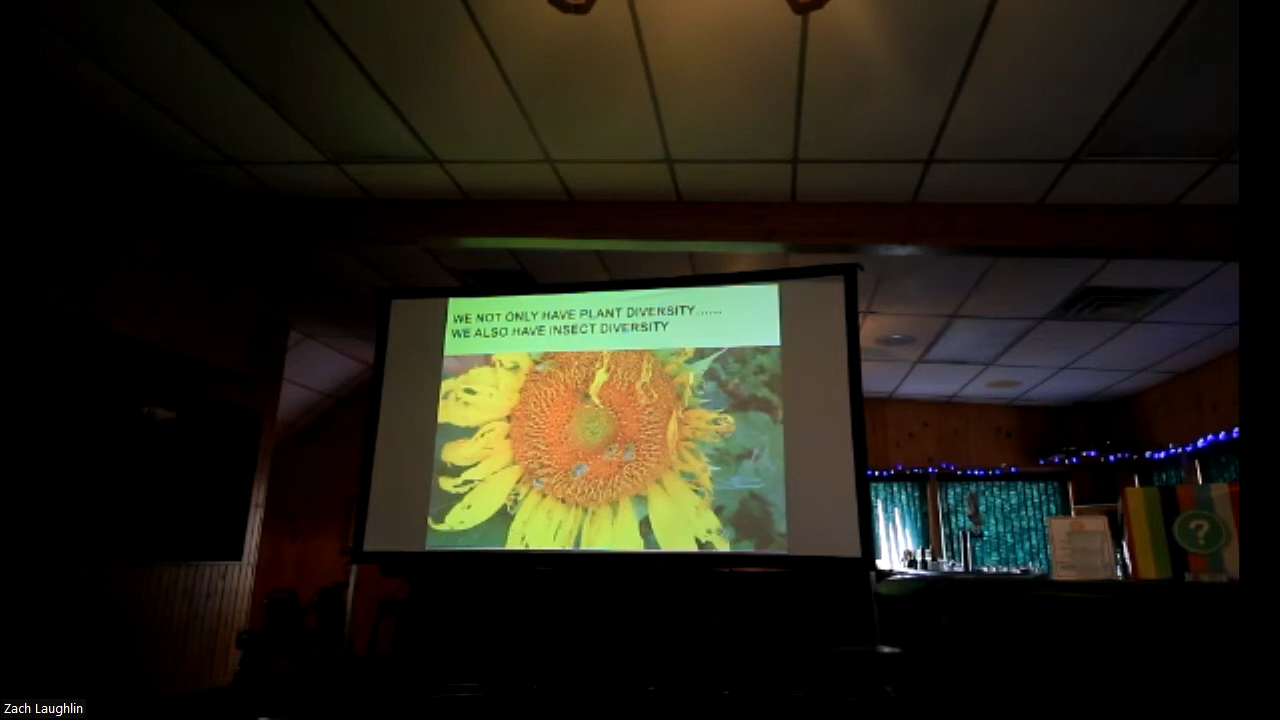 WE NOT ONLY HAVE PLANT DIVERSITY......
WE ALSO HAVE INSECT DIVERSITY
?
Zach Laughlin